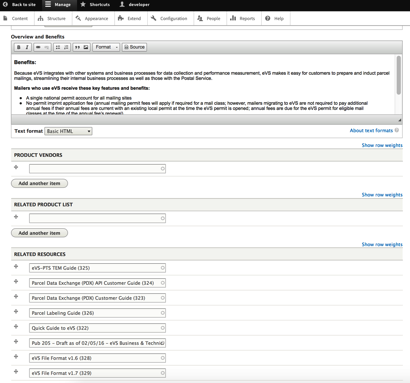 Back to site Manage Shortcuts developer
Content Structure Appearance Extend Configuration People Reports Help
Overview and Benefits
B I Format Source
Benefits:
Because eVS integrates with other systems and business processes for data collection and performance measurement, eVS makes it easy for customers to prepare and induct parcel
mailings, streamlining their internal business processes as well as with the Postal Service.
Mailers who use eVS receive these key features and benefits:
A single national permit account for all mailing sites
No permit imprint application fee (annual mailing permit fees will apply if required for a mail class; however, mailers migrating to eVS are not required to pay additional
annual fees if their annual fees are current with an existing local permit at the time the eVS permit is opened; annual fees are due for the eVS permit for eligible mail
classes at the time of the annual fee's renewal)
Text format Basic HTML About text formats
Show row weights
PRODUCT VENDORS
Add another item
Show row weights
RELATED PRODUCT LIST
Add another item
Show row weights
RELATED RESOURCES
eVS-PTS TEM Guide (325)
Parcel Data Exchange (PDX) API Customer Guide (324)
Parcel Data Exchange (PDX) Customer Guide (323)
Parcel Labeling Guide (326)
Quick Guide to eVS (322)
Pub 205 - Draft as of 02/05/16 - eVS Business & Technic
eVS File Format v1.6 (328)
eVS File Format v1.7 (329)